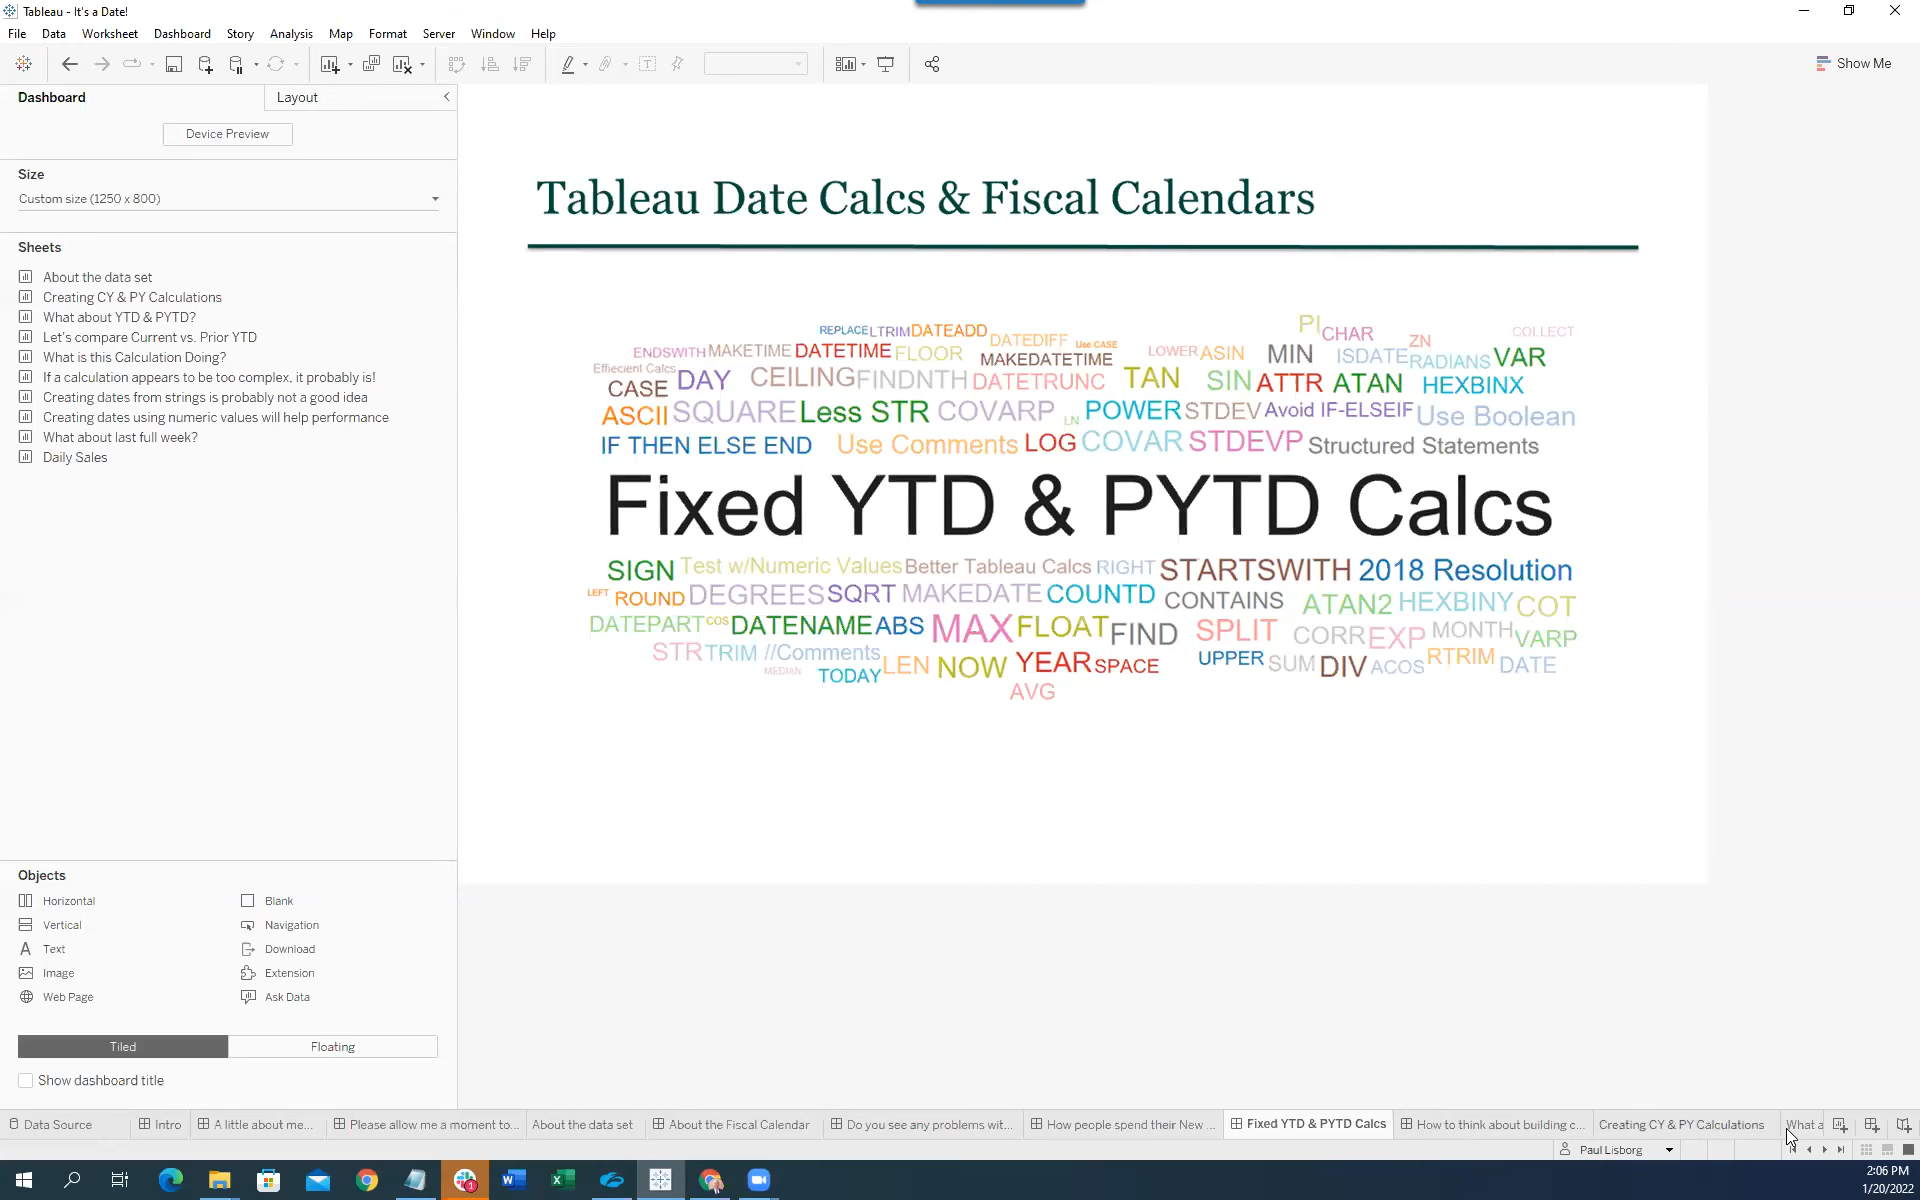 Tableau - It's a Date!
File Data Worksheet Dashboard Story Analysis Map Format Server Window Help
Show Me
Dashboard Layout
Device Preview
Size
Custom size (1250 x 800)
Sheets
About the data set
Creating CY & PY Calculations
What about YTD & PYTD?
Let's compare Current vs. Prior YTD
What is this Calculation Doing?
If a calculation appears to be too complex, it probably is!
Creating dates from strings is probably not a good idea
Creating dates using numeric values will help performance
What about last full week?
Daily Sales
Objects
Horizontal Blank
Vertical Navigation
Text Download
Image Extension
Web Page Ask Data
Tiled Floating
Show dashboard title
Tableau Date Calcs & Fiscal Calendars
REPLACE LTRIM DATEADD DATEDIFF Use CASE PI CHAR ZN COLLECT
ENDSWITH MAKETIME DATETIME FLOOR MAKEDATETIME LOWER ASIN MIN ISDATE RADIANS VAR
Effiecient Calcs CASE DAY CEILING FINDNTH DATETRUNC TAN SIN ATTR ATAN HEXBINX
ASCII SQUARE Less STR COVARP LN POWER STDEV Avoid IF-ELSEIF Use Boolean
IF THEN ELSE END Use Comments LOG COVAR STDEVP Structured Statements
Fixed YTD & PYTD Calcs
SIGN Test w/Numeric Values Better Tableau Calcs RIGHT STARTSWITH 2018 Resolution
LEFT ROUND DEGREES SQRT MAKEDATE COUNTD CONTAINS ATAN2 HEXBINY COT
DATEPART COS DATENAME ABS MAX FLOAT FIND SPLIT CORR EXP MONTH VARP
STR TRIM //Comments LEN NOW YEAR SPACE UPPER SUM DIV ACOS RTRIM DATE
MEDIAN TODAY
AVG
Data Source Intro A little about me... Please allow me a moment to... About the data set About the Fiscal Calendar Do you see any problems wit... How people spend their New ... Fixed YTD & PYTD Calcs How to think about building c... Creating CY & PY Calculations What a
Paul Lisborg
2:06 PM
1/20/2022